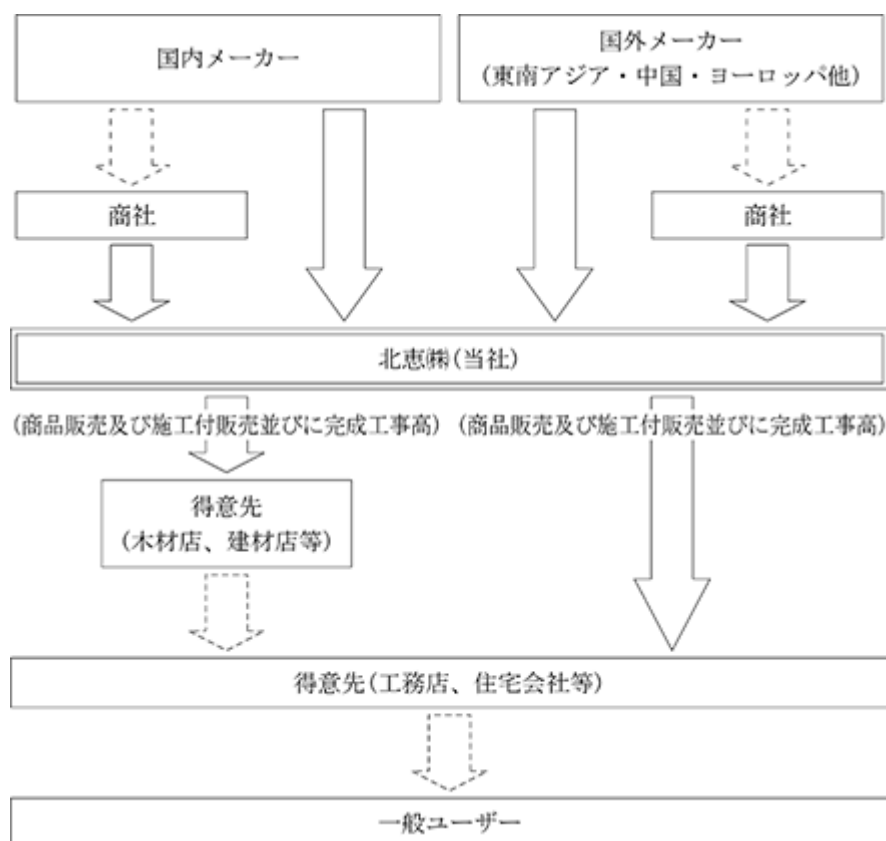 国内メーカー
国外メーカー
(東南アジア・中国・ヨーロッパ他)
商社
商社
北恵㈱(当社)
(商品販売及び施工付販売並びに完成工事高)
(商品販売及び施工付販売並びに完成工事高)
得意先
(木材店、建材店等)
得意先(工務店、住宅会社等)
一般ユーザー